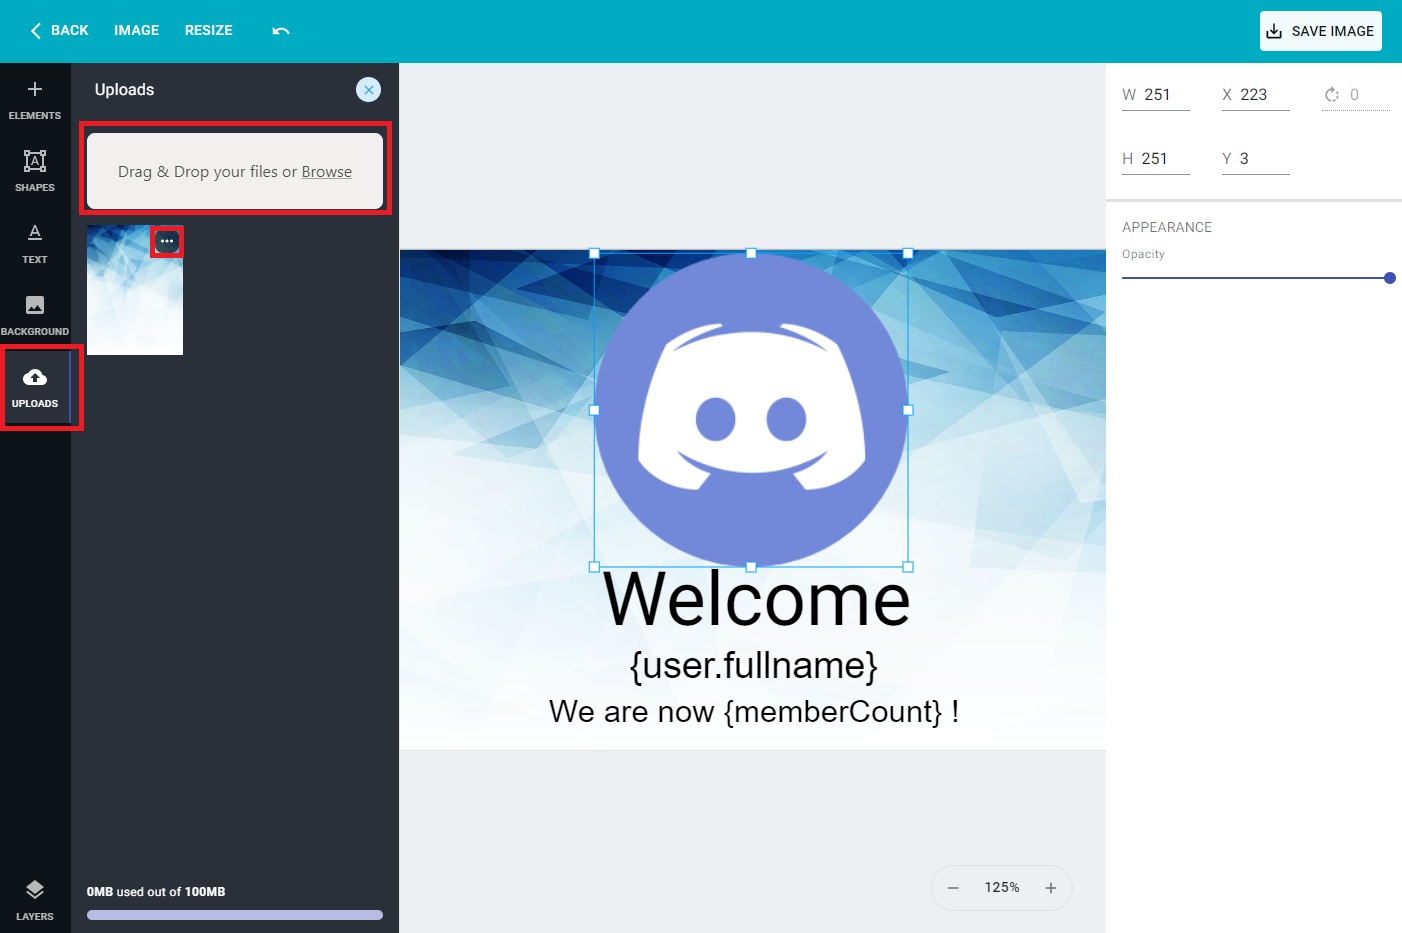 BACK IMAGE RESIZE SAVE IMAGE
ELEMENTS
SHAPES
TEXT
BACKGROUND
UPLOADS
LAYERS
Uploads
Drag & Drop your files or Browse
0MB used out of 100MB
Welcome
{user.fullname}
We are now {memberCount} !
125%
W 251 X 223 0
H 251 Y 3
APPEARANCE
Opacity